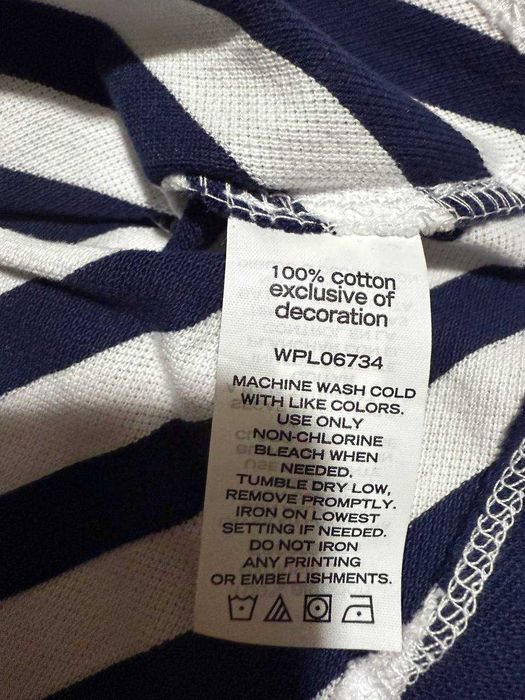 100% cotton
exclusive of
decoration
WPL06734
MACHINE WASH COLD
WITH LIKE COLORS.
USE ONLY
NON-CHLORINE
BLEACH WHEN
NEEDED.
TUMBLE DRY LOW,
REMOVE PROMPTLY.
IRON ON LOWEST
SETTING IF NEEDED.
DO NOT IRON
ANY PRINTING
OR EMBELLISHMENTS.